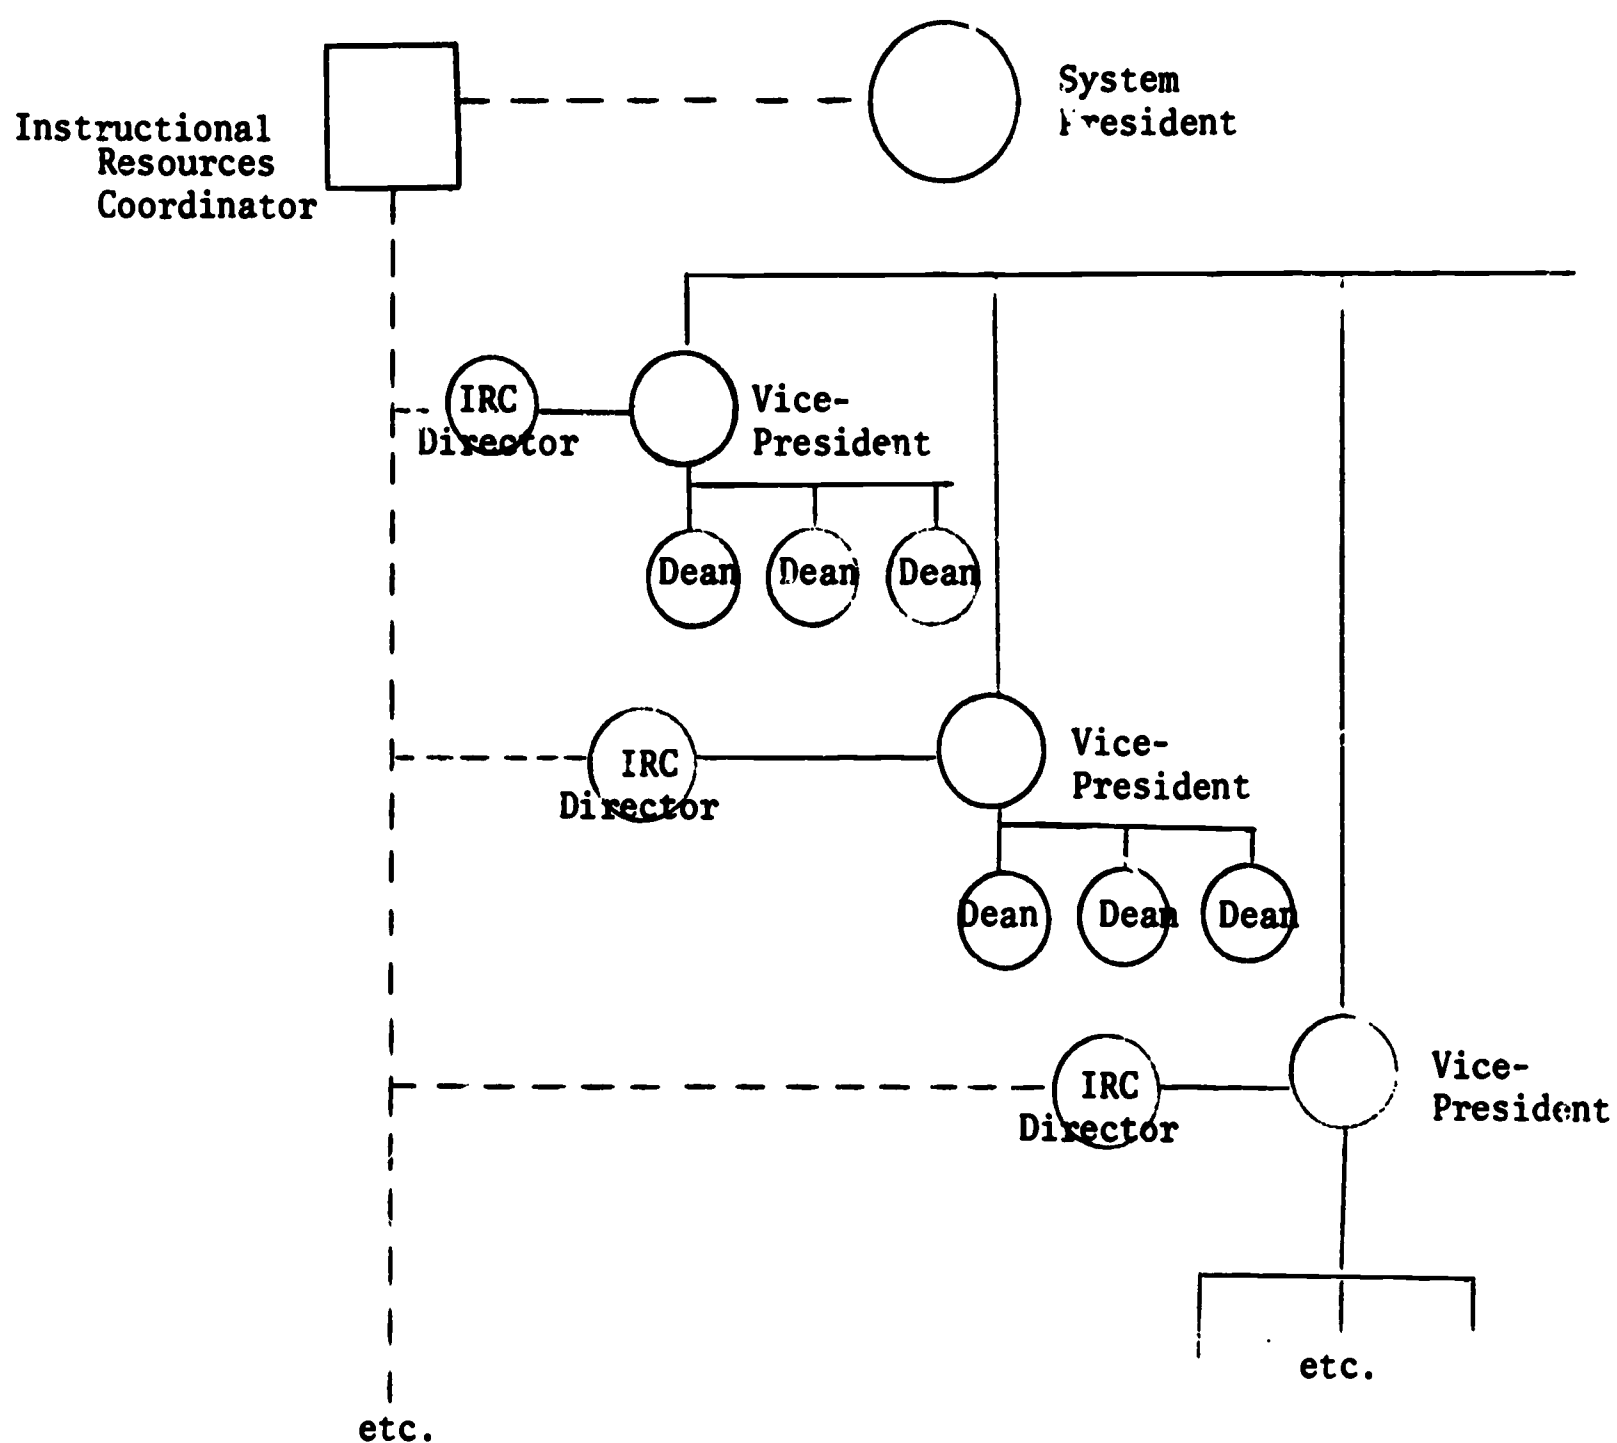 System
President
Instructional
Resources
Coordinator
IRC
Director
Vice-
President
Dean Dean Dean
IRC
Director
Vice-
President
Dean Dean Dean
IRC
Director
Vice-
President
etc.
etc.